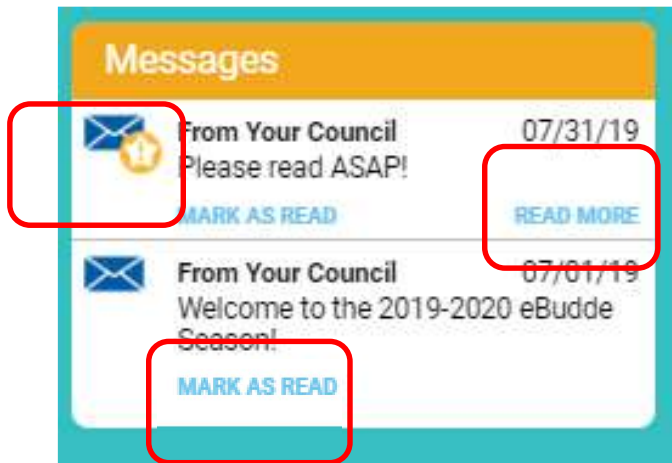 Messages
From Your Council 07/31/19
Please read ASAP!
MARK AS READ READ MORE
From Your Council 07/01/19
Welcome to the 2019-2020 eBudde
Season!
MARK AS READ